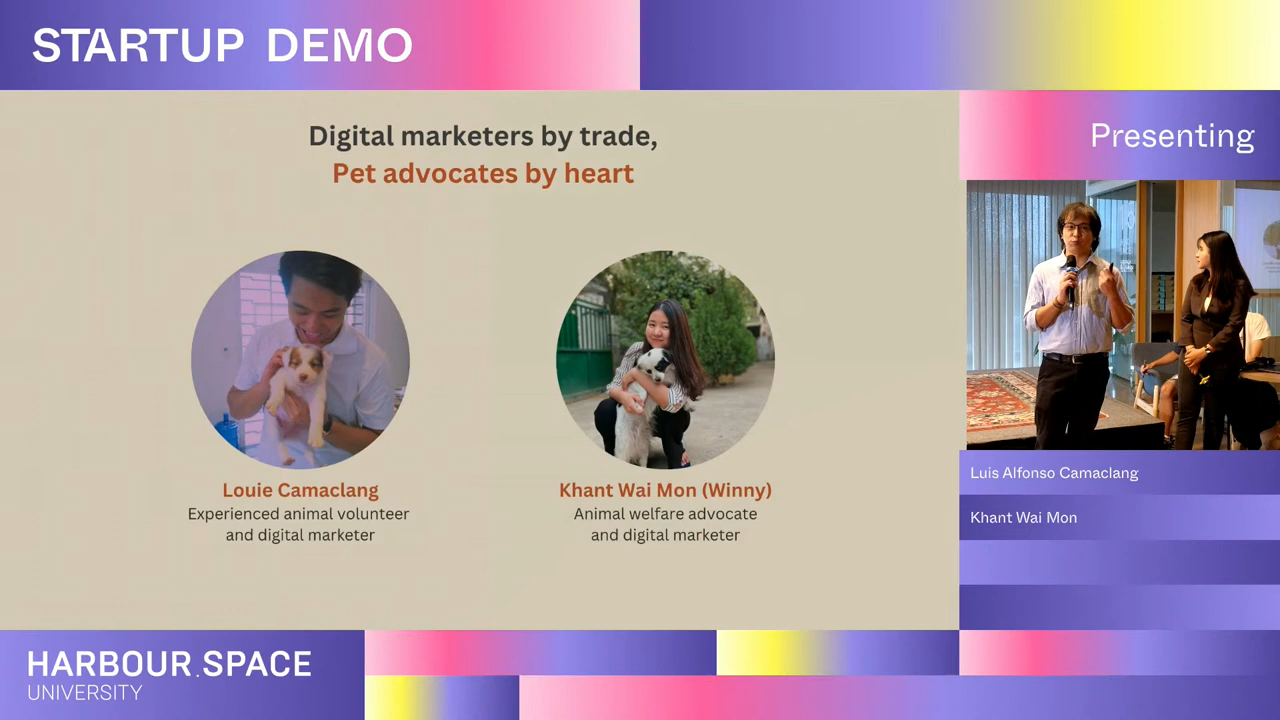 STARTUP DEMO
Digital marketers by trade,
Pet advocates by heart
Louie Camaclang
Experienced animal volunteer
and digital marketer
Khant Wai Mon (Winny)
Animal welfare advocate
and digital marketer
Presenting
Luis Alfonso Camaclang
Khant Wai Mon
HARBOUR.SPACE
UNIVERSITY